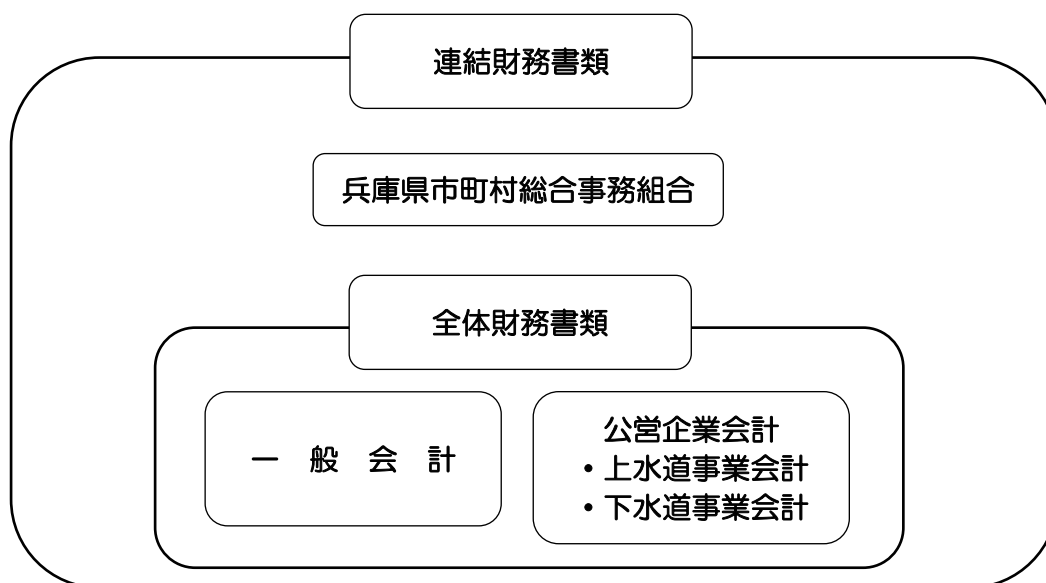 連結財務書類
兵庫県市町村総合事務組合
全体財務書類
一 般 会 計
公営企業会計
・上水道事業会計
・下水道事業会計